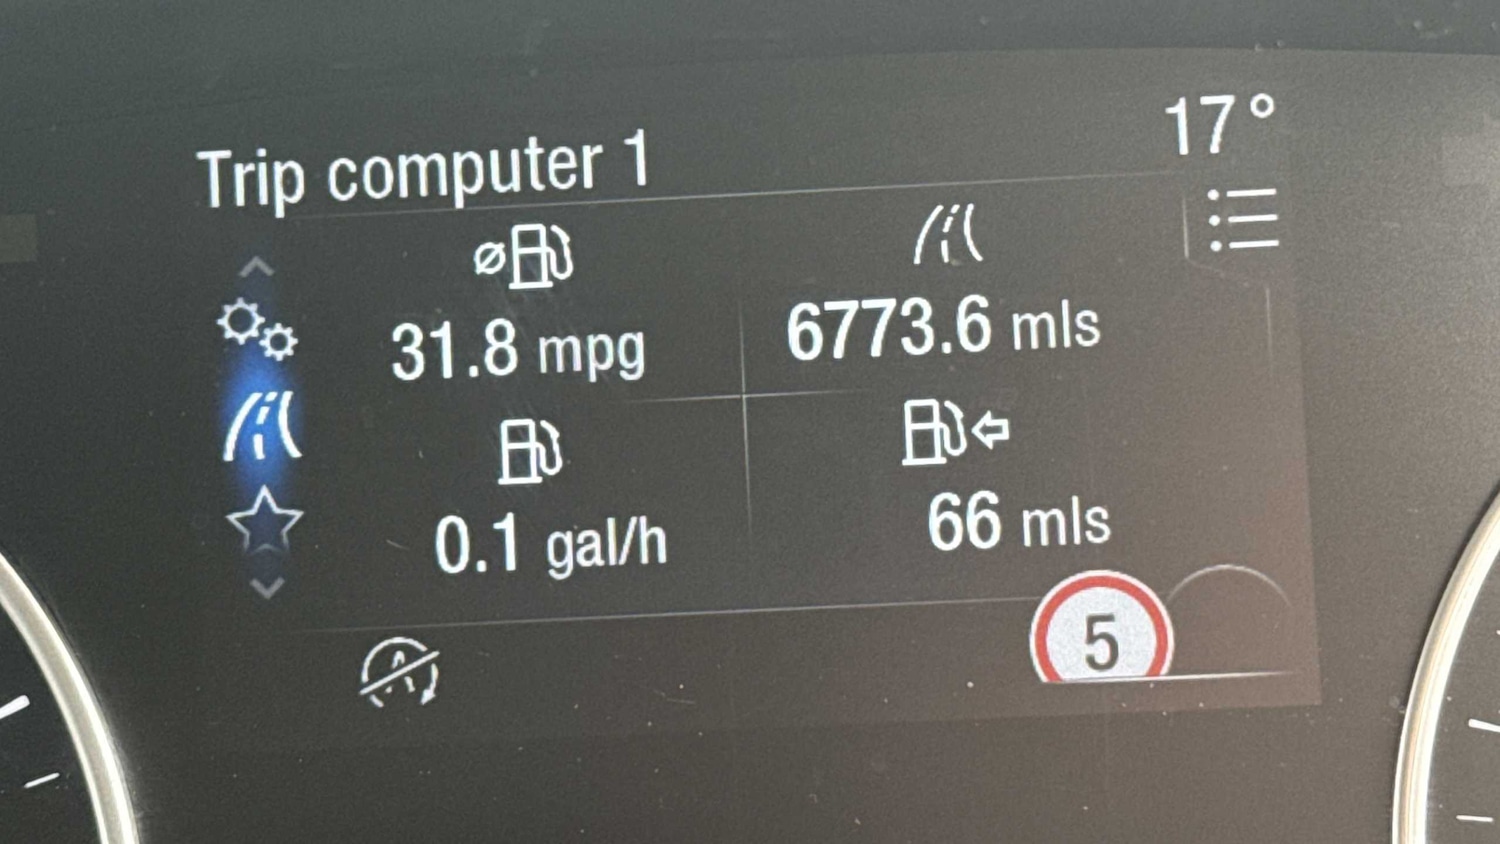 17°
Trip computer 1
31.8 mpg
6773.6 mls
0.1 gal/h
66 mls
5